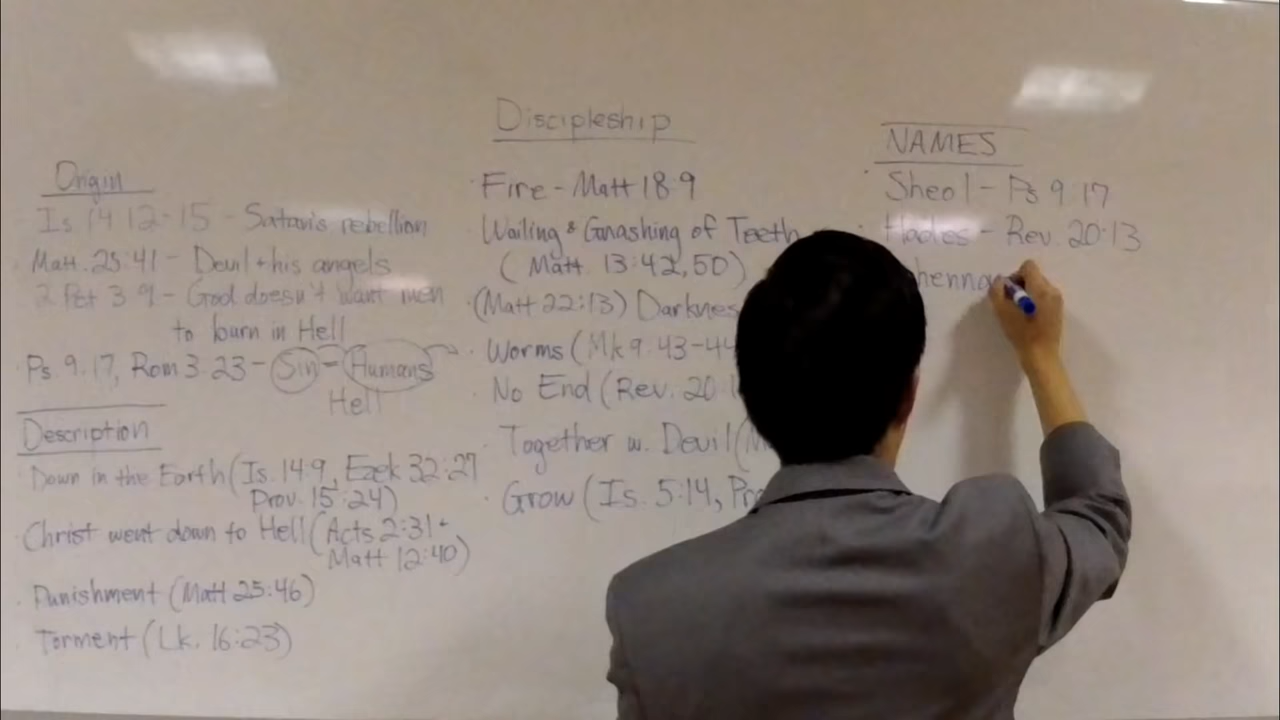 Discipleship
Origin
Is 14:12-15 - Satan's rebellion
Matt. 25:41 - Devil + his angels
2 Pet 3 9 - God doesn't want men
to burn in Hell
Ps. 9:17, Rom 3:23 - Sin - Humans
Hell
Description
Down in the Earth (Is. 14:9, Ezek 32:27
Prov. 15:24)
Christ went down to Hell (Acts 2:31 +
Matt 12:40)
Punishment (Matt 25:46)
Torment (Lk. 16:23)
Fire - Matt 18:9
Wailing & Gnashing of Teeth
(Matt. 13:42, 50)
(Matt 22:13) Darknes
Worms (Mk 9:43-44
No End (Rev. 20:1
Together w. Devil (M
Grow (Is. 5:14, Pr
NAMES
Sheol - Ps 9:17
Hades - Rev. 20:13
henna